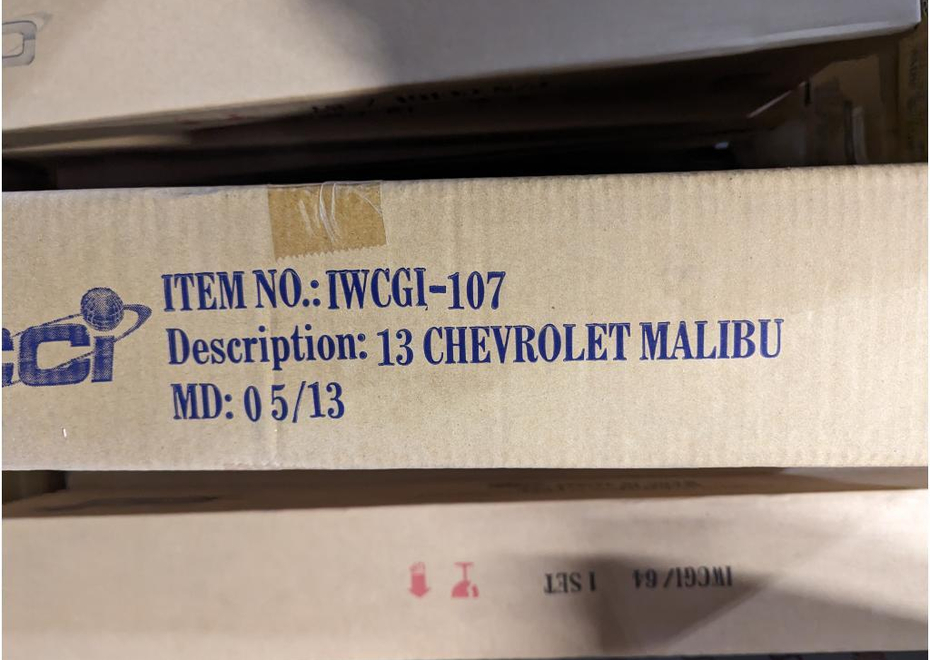 cci
ITEM NO.: IWCGI-107
Description: 13 CHEVROLET MALIBU
MD: 0 5/13
IWCGI/64 1 SET